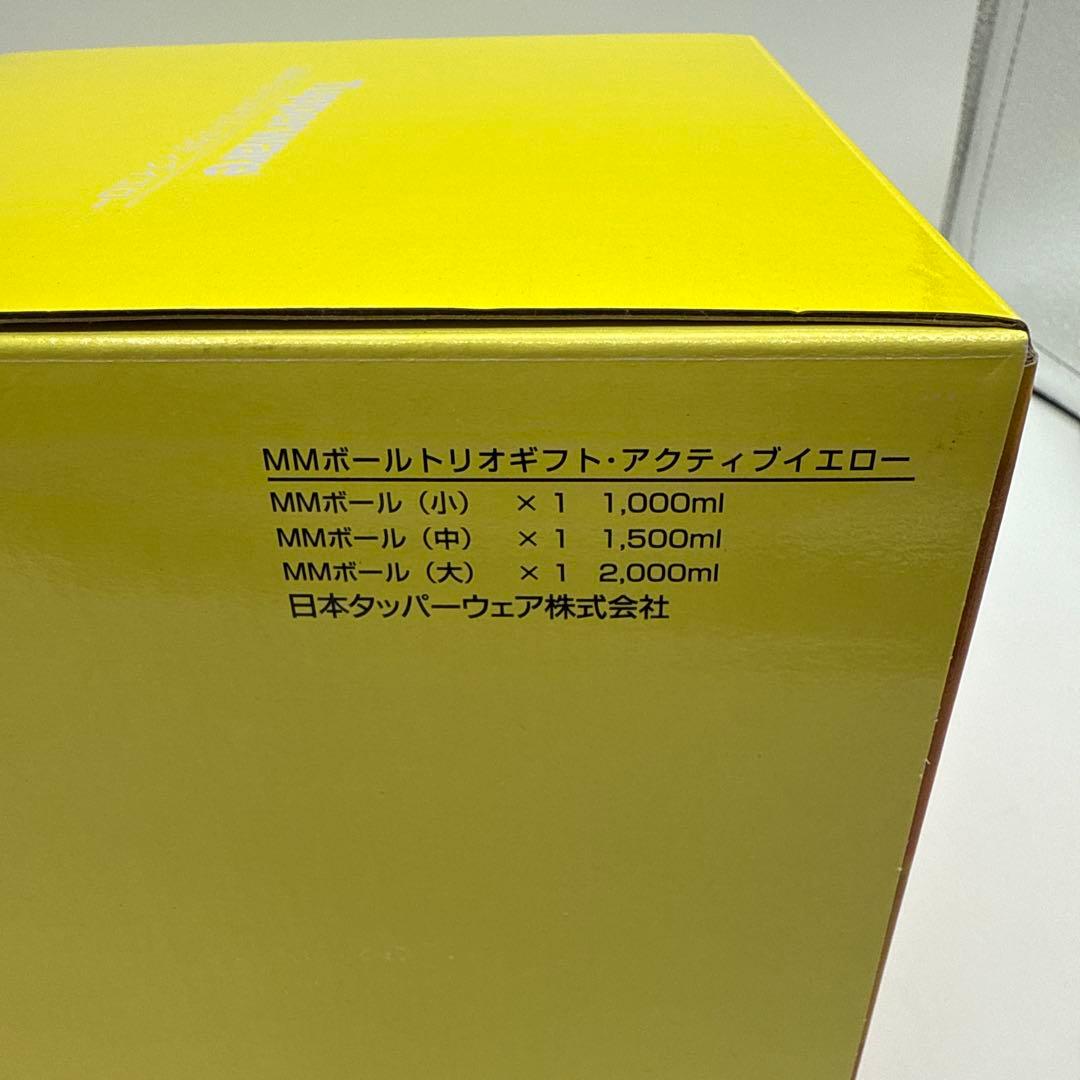 Tupperware
MMボールトリオギフト・アクティブイエロー
MMボール（小） ×1 1,000ml
MMボール（中） ×1 1,500ml
MMボール（大） ×1 2,000ml
日本タッパーウェア株式会社